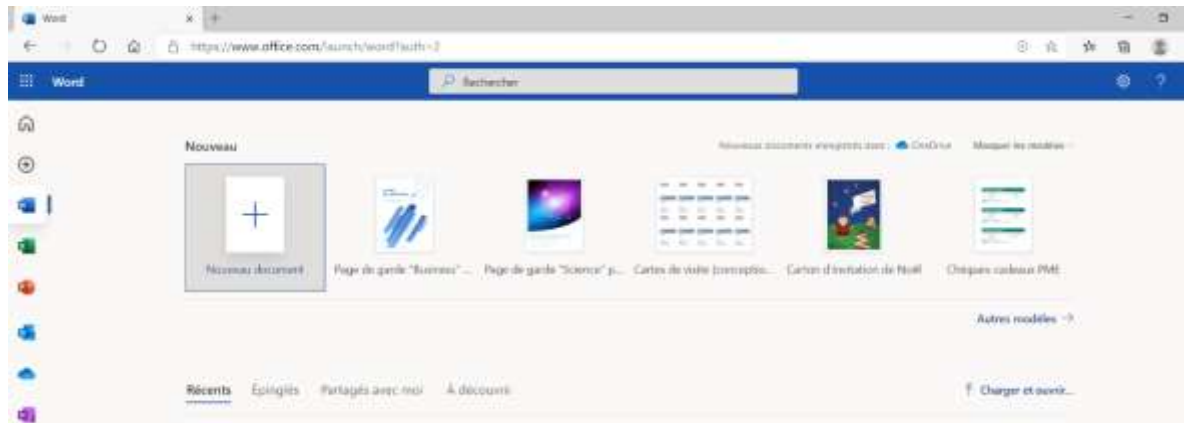 Word
https://www.office.com/launch/word?auth=2
Word
Rechercher
Nouveau
Nouveaux documents enregistrés dans : OneDrive
Masquer les modèles
Nouveau document
Page de garde "Business" ...
Page de garde "Science" p...
Cartes de visite (conceptio...
Carton d'invitation de Noël
Chèques cadeaux PME
Autres modèles
Récents
Épinglés
Partagés avec moi
À découvrir
Charger et ouvrir...